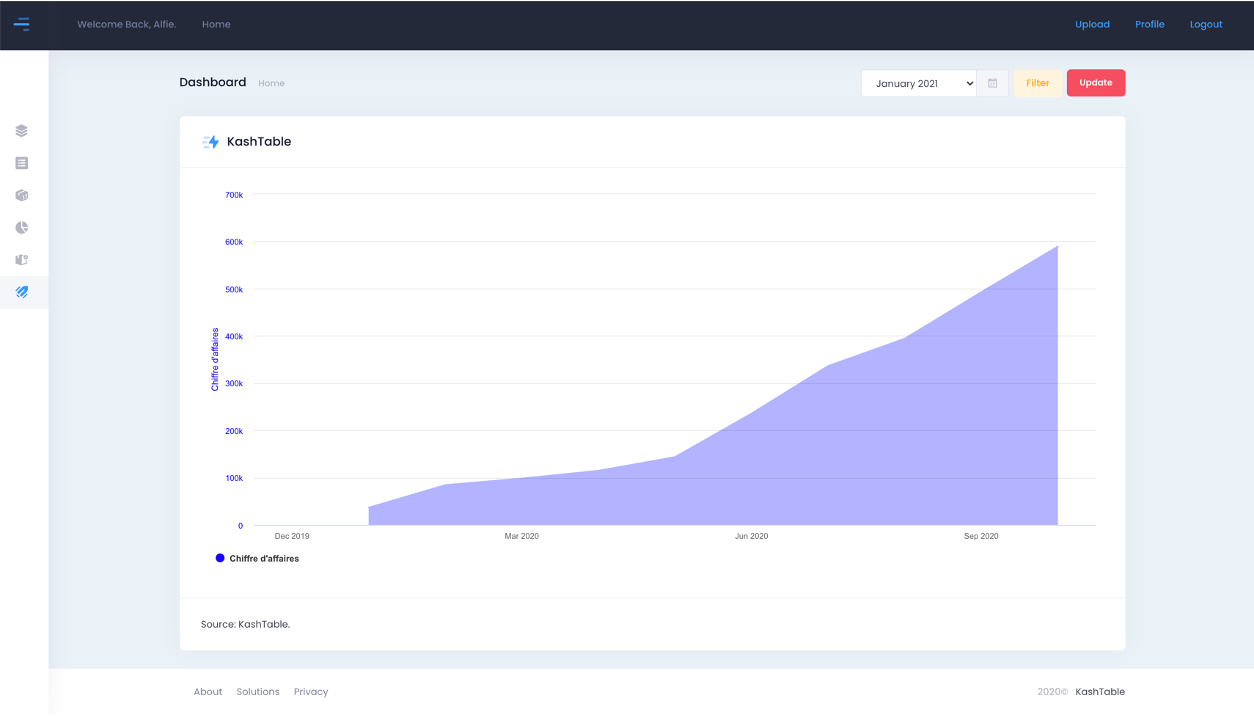 Welcome Back, Alfie. Home Upload Profile Logout
Dashboard Home January 2021 Filter Update
KashTable
700k
600k
500k
400k
300k
200k
100k
0
Chiffre d'affaires
Dec 2019 Mar 2020 Jun 2020 Sep 2020
Chiffre d'affaires
Source: KashTable.
About Solutions Privacy 2020© KashTable